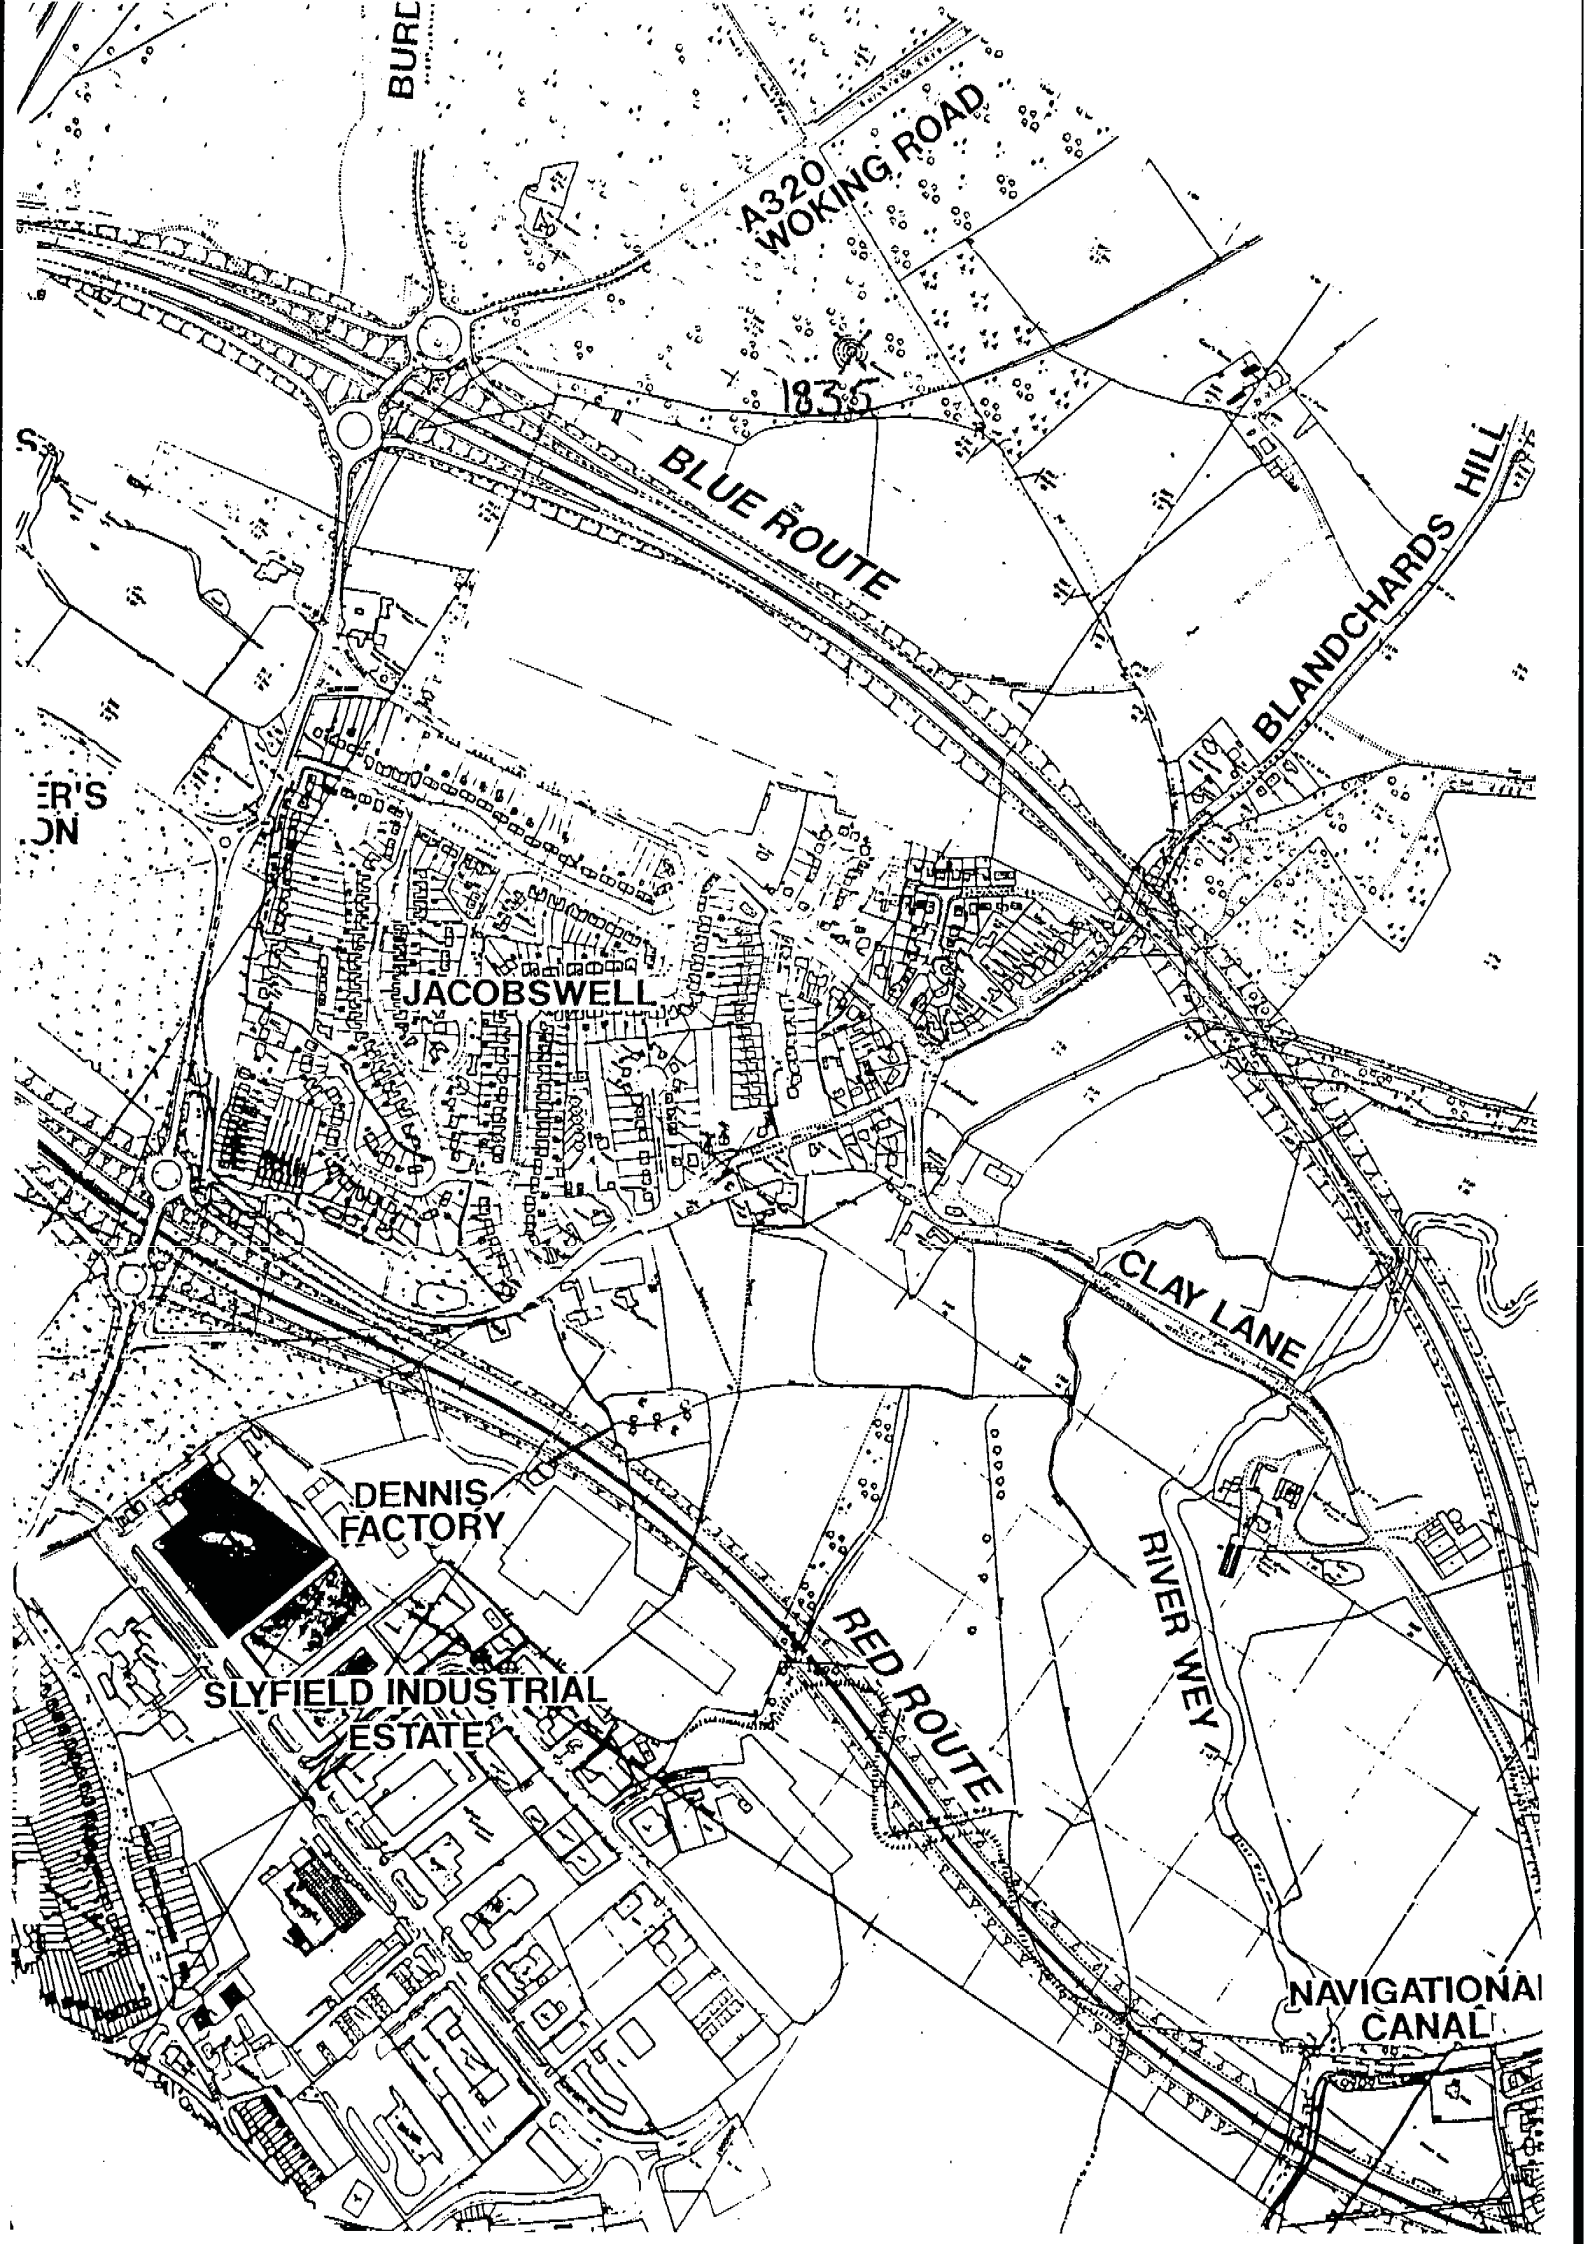 BURD
A320
WOKING ROAD
1835
BLUE ROUTE
BLANDCHARDS HILL
ER'S
ON
JACOBSWELL
CLAY LANE
DENNIS
FACTORY
RED ROUTE
RIVER WEY
SLYFIELD INDUSTRIAL
ESTATE
NAVIGATIONAL
CANAL